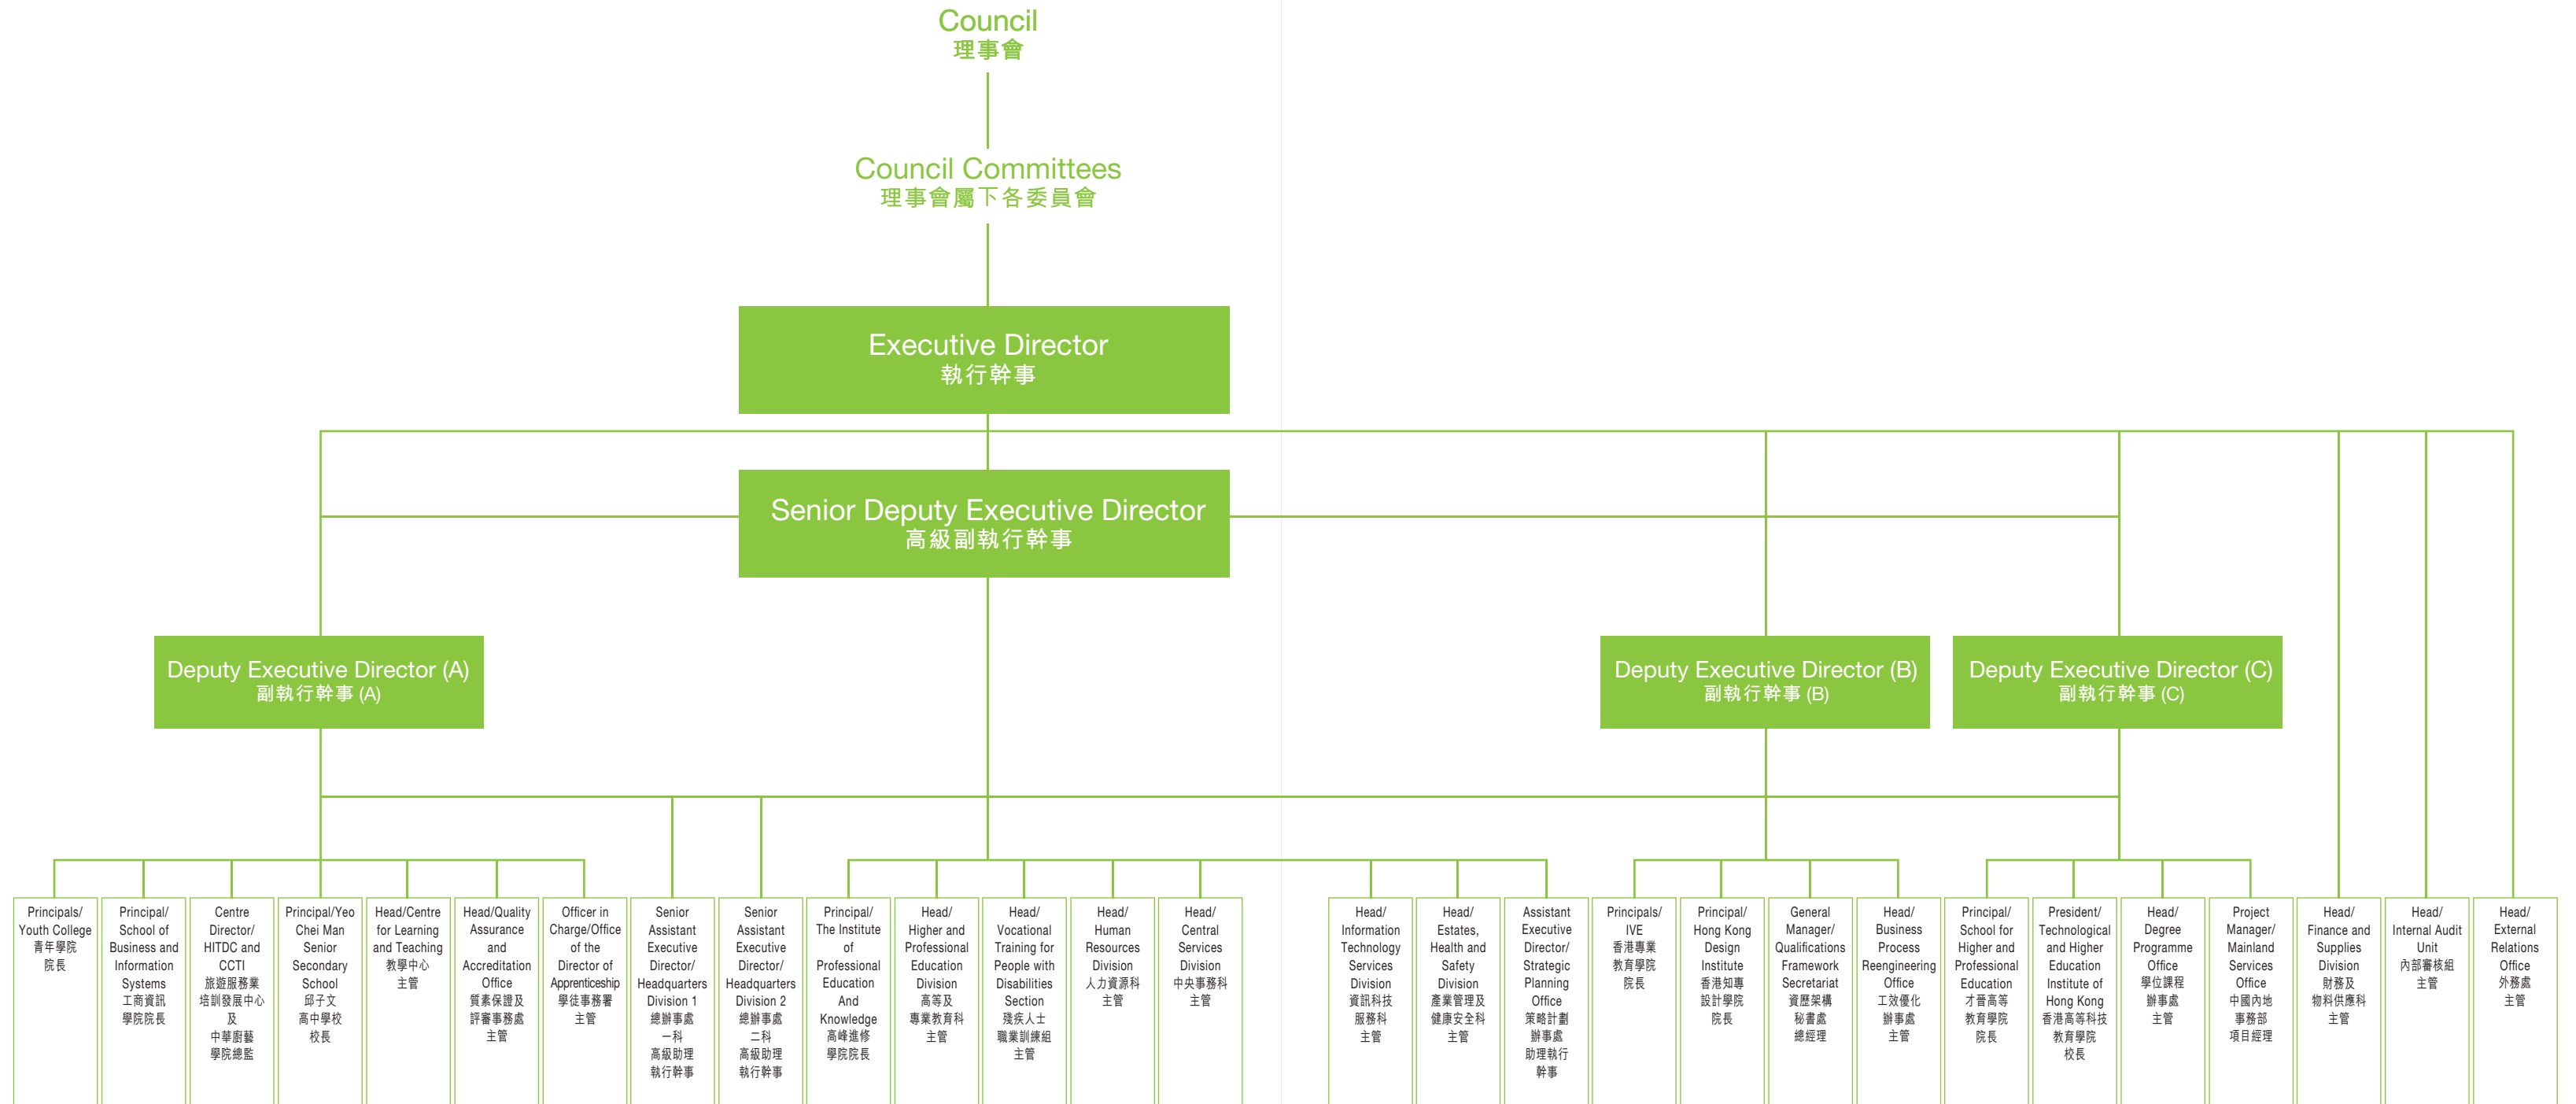 Council
理事會
Council Committees
理事會屬下各委員會
Executive Director
執行幹事
Senior Deputy Executive Director
高級副執行幹事
Deputy Executive Director (A)
副執行幹事 (A)
Deputy Executive Director (B)
副執行幹事 (B)
Deputy Executive Director (C)
副執行幹事 (C)
Principals/
Youth College
青年學院
院長
Principal/
School of
Business and
Information
Systems
工商資訊
學院院長
Centre
Director/
HITDC and
CCTI
旅遊服務業
培訓發展中心
及
中華廚藝
學院總監
Principal/Yeo
Chei Man
Senior
Secondary
School
邱子文
高中學校
校長
Head/Centre
for Learning
and Teaching
教學中心
主管
Head/Quality
Assurance
and
Accreditation
Office
質素保證及
評審事務處
主管
Officer in
Charge/Office
of the
Director of
Apprenticeship
學徒事務署
主管
Senior
Assistant
Executive
Director/
Headquarters
Division 1
總辦事處
一科
高級助理
執行幹事
Senior
Assistant
Executive
Director/
Headquarters
Division 2
總辦事處
二科
高級助理
執行幹事
Principal/
The Institute
of
Professional
Education
And
Knowledge
高峰進修
學院院長
Head/
Higher and
Professional
Education
Division
高等及
專業教育科
主管
Head/
Vocational
Training for
People with
Disabilities
Section
殘疾人士
職業訓練組
主管
Head/
Human
Resources
Division
人力資源科
主管
Head/
Central
Services
Division
中央事務科
主管
Head/
Information
Technology
Services
Division
資訊科技
服務科
主管
Head/
Estates,
Health and
Safety
Division
產業管理及
健康安全科
主管
Assistant
Executive
Director/
Strategic
Planning
Office
策略計劃
辦事處
助理執行
幹事
Principals/
IVE
香港專業
教育學院
院長
Principal/
Hong Kong
Design
Institute
香港知專
設計學院
院長
General
Manager/
Qualifications
Framework
Secretariat
資歷架構
秘書處
總經理
Head/
Business
Process
Reengineering
Office
工效優化
辦事處
主管
Principal/
School for
Higher and
Professional
Education
才晉高等
教育學院
院長
President/
Technological
and Higher
Education
Institute of
Hong Kong
香港高等科技
教育學院
校長
Head/
Degree
Programme
Office
學位課程
辦事處
主管
Project
Manager/
Mainland
Services
Office
中國內地
事務部
項目經理
Head/
Finance and
Supplies
Division
財務及
物料供應科
主管
Head/
Internal Audit
Unit
內部審核組
主管
Head/
External
Relations
Office
外務處
主管